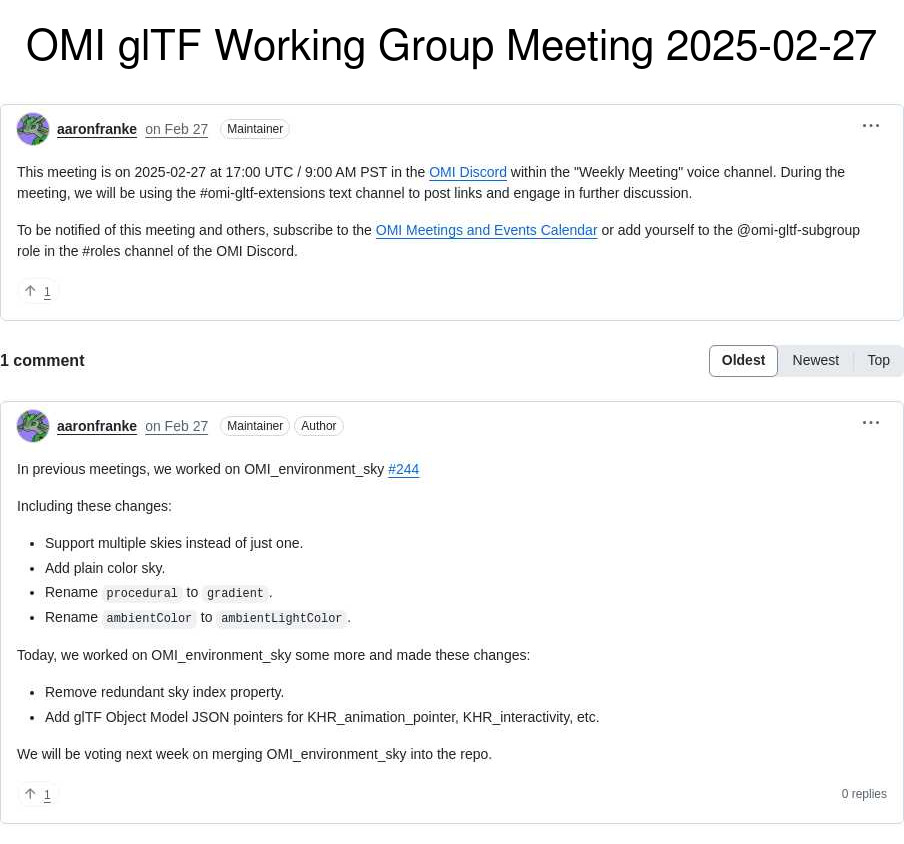 OMI glTF Working Group Meeting 2025-02-27
aaronfranke on Feb 27 Maintainer
This meeting is on 2025-02-27 at 17:00 UTC / 9:00 AM PST in the OMI Discord within the "Weekly Meeting" voice channel. During the
meeting, we will be using the #omi-gltf-extensions text channel to post links and engage in further discussion.
To be notified of this meeting and others, subscribe to the OMI Meetings and Events Calendar or add yourself to the @omi-gltf-subgroup
role in the #roles channel of the OMI Discord.
↑ 1
1 comment
Oldest Newest Top
aaronfranke on Feb 27 Maintainer Author
In previous meetings, we worked on OMI_environment_sky #244
Including these changes:
• Support multiple skies instead of just one.
• Add plain color sky.
• Rename procedural to gradient.
• Rename ambientColor to ambientLightColor.
Today, we worked on OMI_environment_sky some more and made these changes:
• Remove redundant sky index property.
• Add glTF Object Model JSON pointers for KHR_animation_pointer, KHR_interactivity, etc.
We will be voting next week on merging OMI_environment_sky into the repo.
↑ 1 0 replies